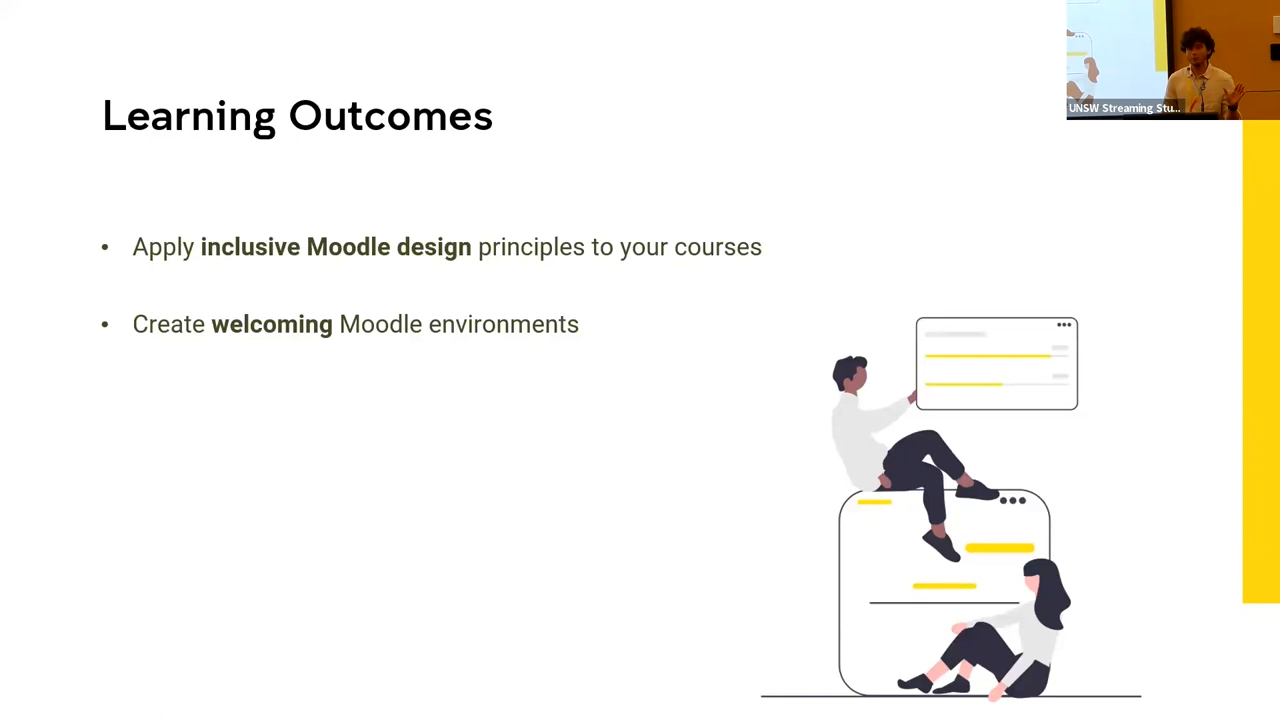 UNSW Streaming Stu...
Learning Outcomes
• Apply inclusive Moodle design principles to your courses
• Create welcoming Moodle environments